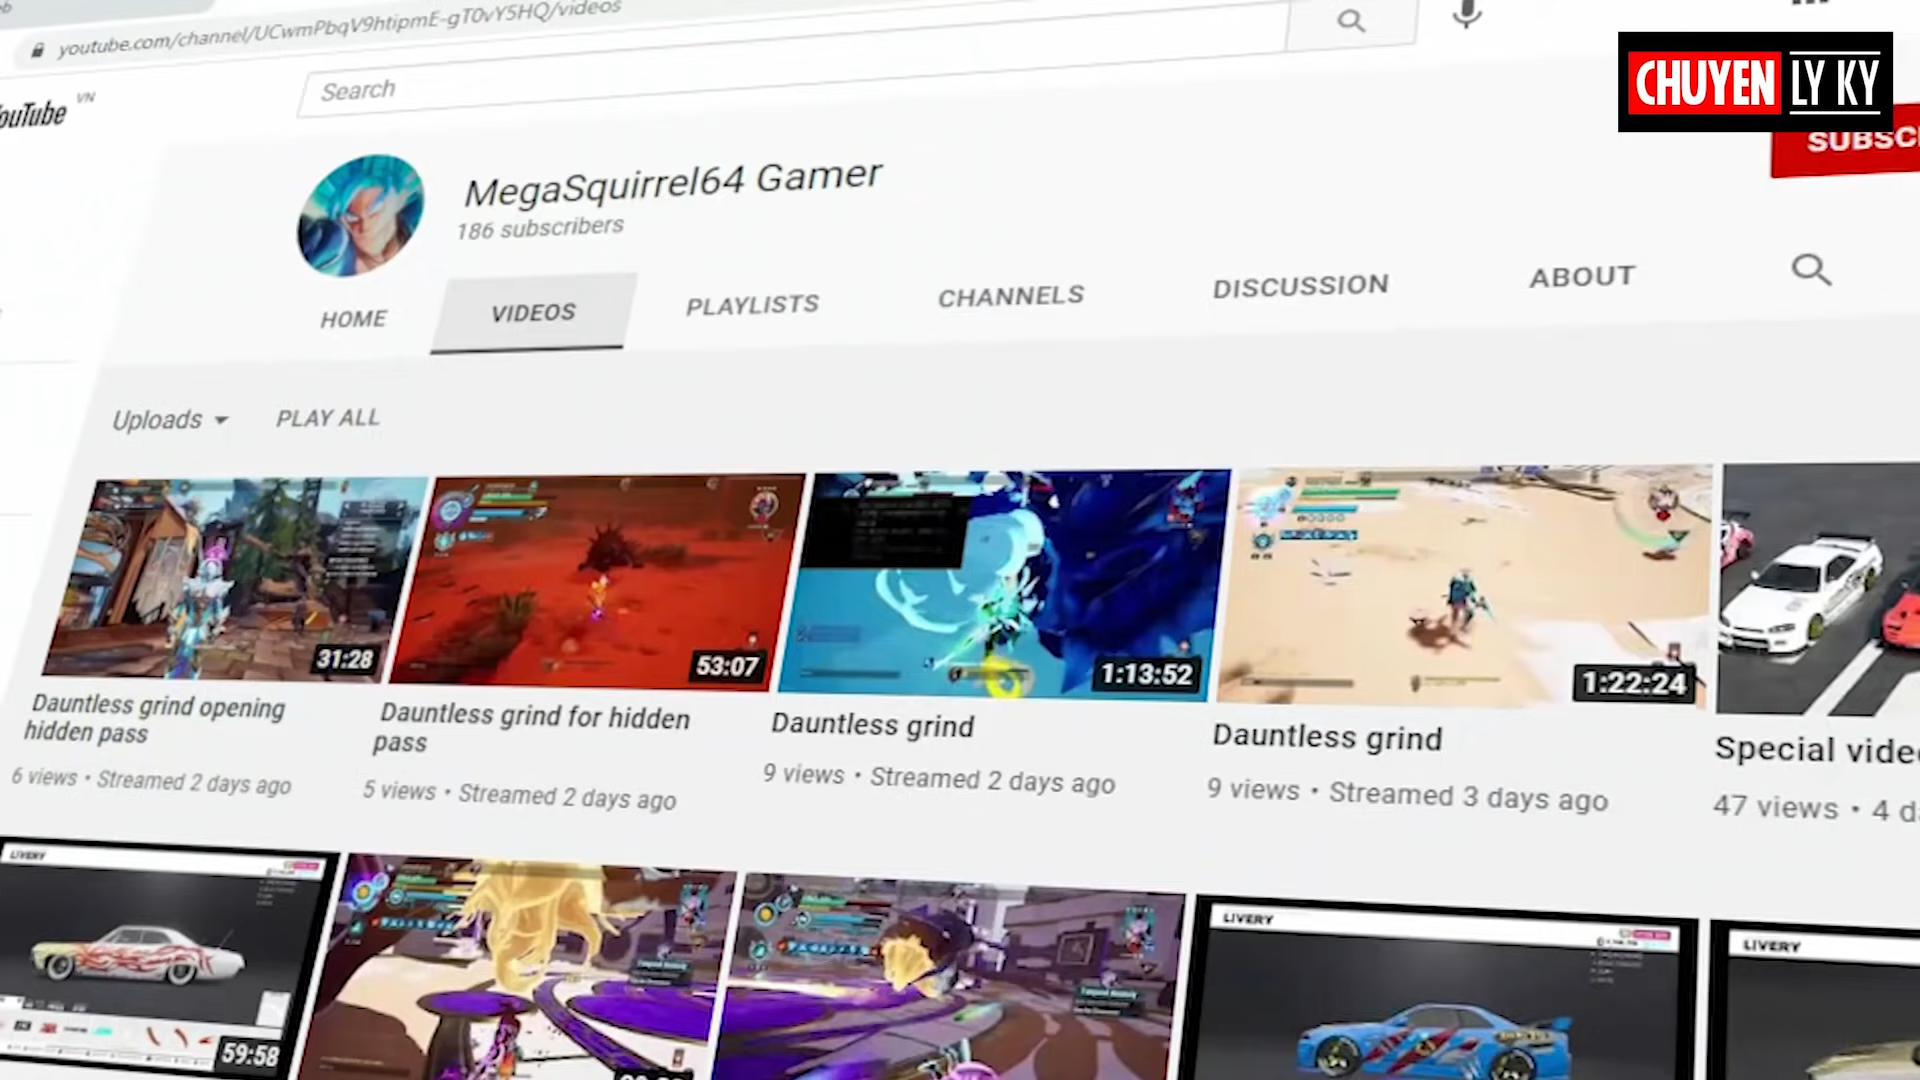 youtube.com/channel/UCwmPbqV9htipmE-gT0vY5HQ/videos
YouTube VN
Search
CHUYEN LY KY
SUBSC
MegaSquirrel64 Gamer
186 subscribers
HOME
VIDEOS
PLAYLISTS
CHANNELS
DISCUSSION
ABOUT
Uploads
PLAY ALL
31:28
53:07
1:13:52
1:22:24
Dauntless grind opening
hidden pass
6 views • Streamed 2 days ago
Dauntless grind for hidden
pass
5 views • Streamed 2 days ago
Dauntless grind
9 views • Streamed 2 days ago
Dauntless grind
9 views • Streamed 3 days ago
Special vide
47 views • 4 d
LIVERY
59:58
LIVERY
LIVERY